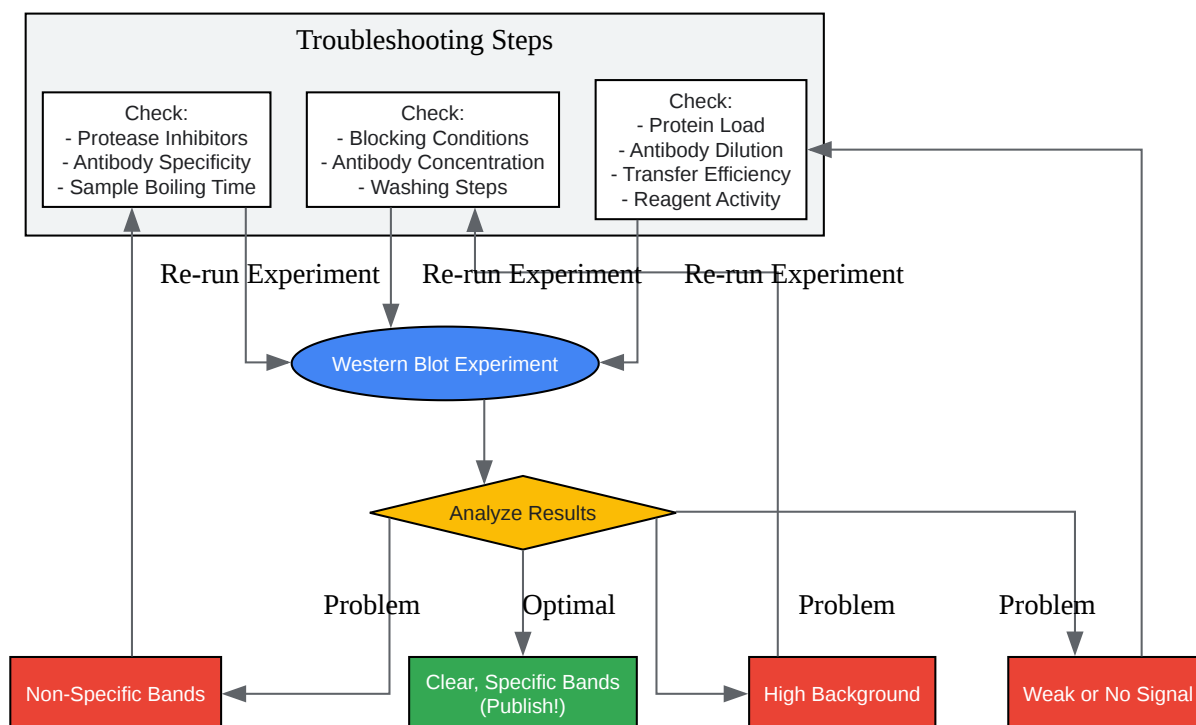 Troubleshooting Steps
Check:
- Protease Inhibitors
- Antibody Specificity
- Sample Boiling Time
Check:
- Blocking Conditions
- Antibody Concentration
- Washing Steps
Check:
- Protein Load
- Antibody Dilution
- Transfer Efficiency
- Reagent Activity
Re-run Experiment
Re-run Experiment
Re-run Experiment
Western Blot Experiment
Analyze Results
Problem
Optimal
Problem
Problem
Non-Specific Bands
Clear, Specific Bands
(Publish!)
High Background
Weak or No Signal